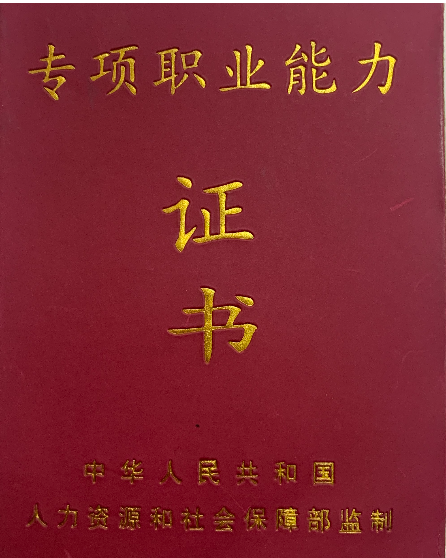 专项职业能力
证
书
中华人民共和国
人力资源和社会保障部监制